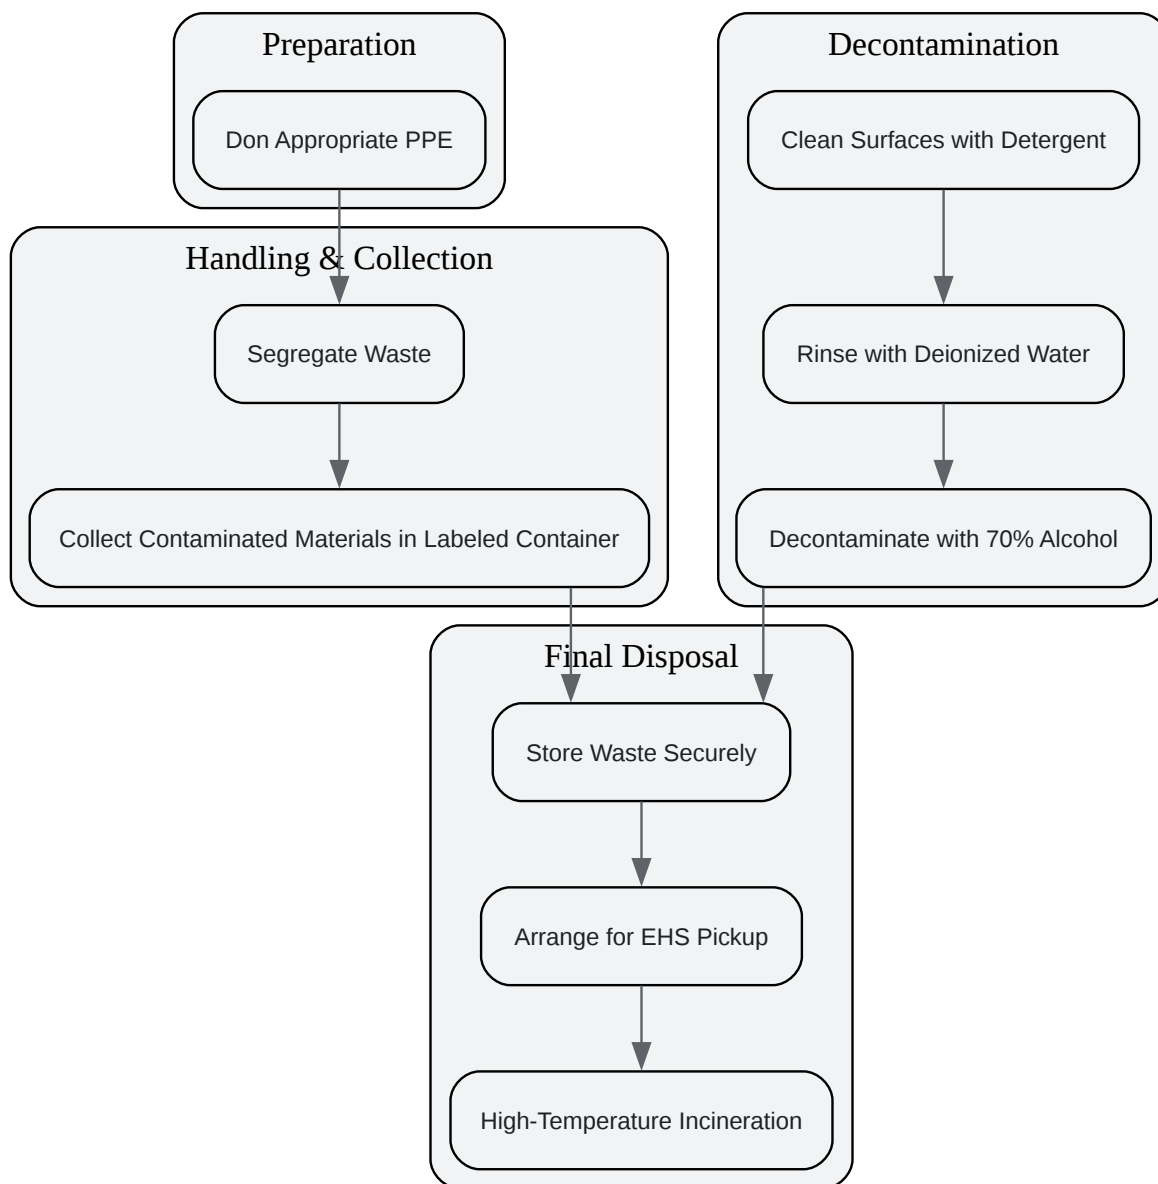 Preparation
Don Appropriate PPE
Handling & Collection
Segregate Waste
Collect Contaminated Materials in Labeled Container
Decontamination
Clean Surfaces with Detergent
Rinse with Deionized Water
Decontaminate with 70% Alcohol
Final Disposal
Store Waste Securely
Arrange for EHS Pickup
High-Temperature Incineration